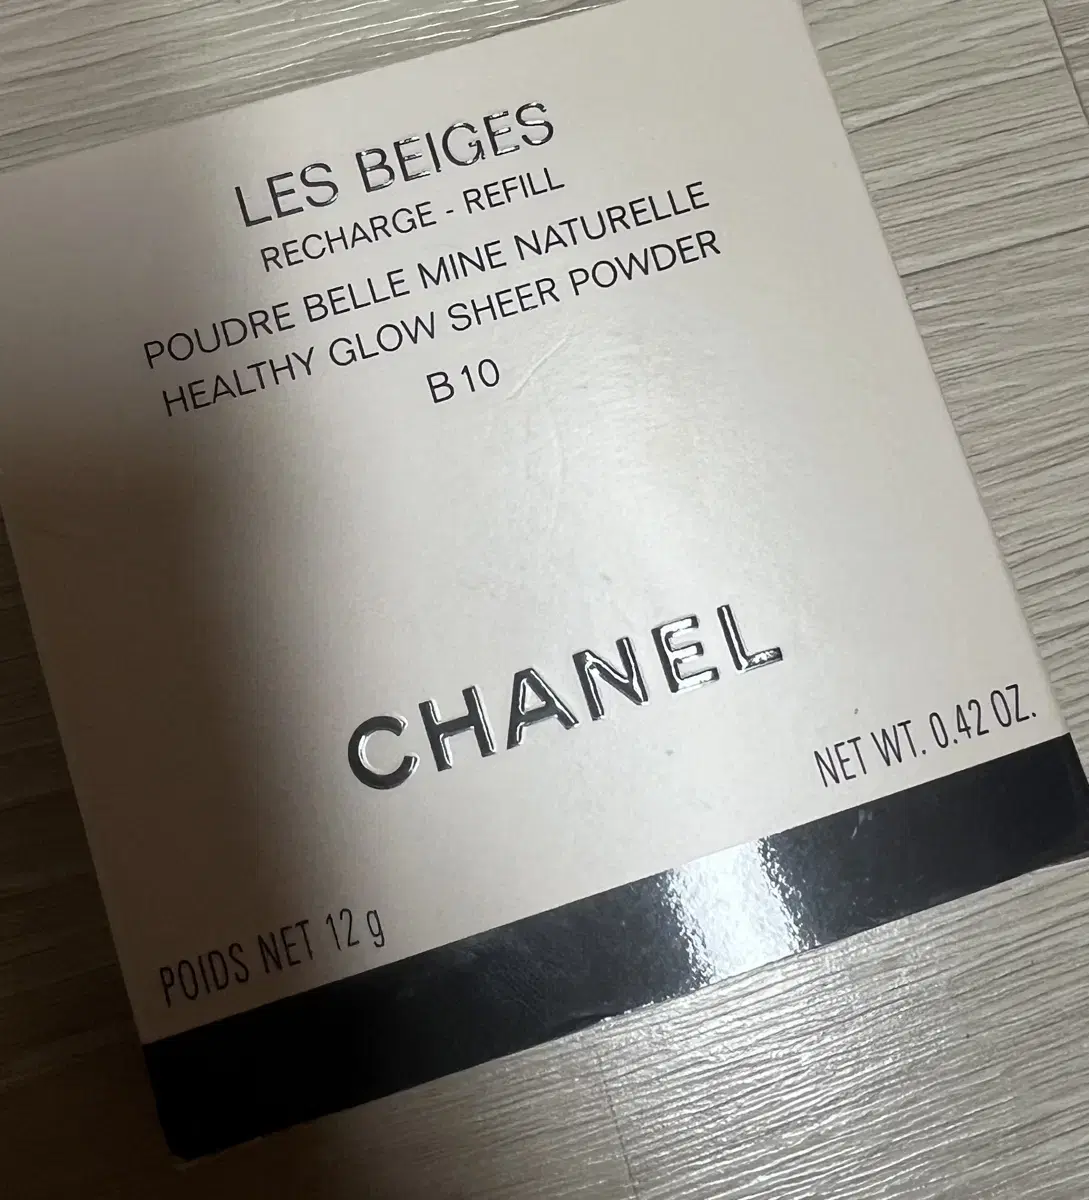 LES BEIGES
RECHARGE - REFILL
POUDRE BELLE MINE NATURELLE
HEALTHY GLOW SHEER POWDER
B10
CHANEL
POIDS NET 12 g
NET WT. 0.42 OZ.